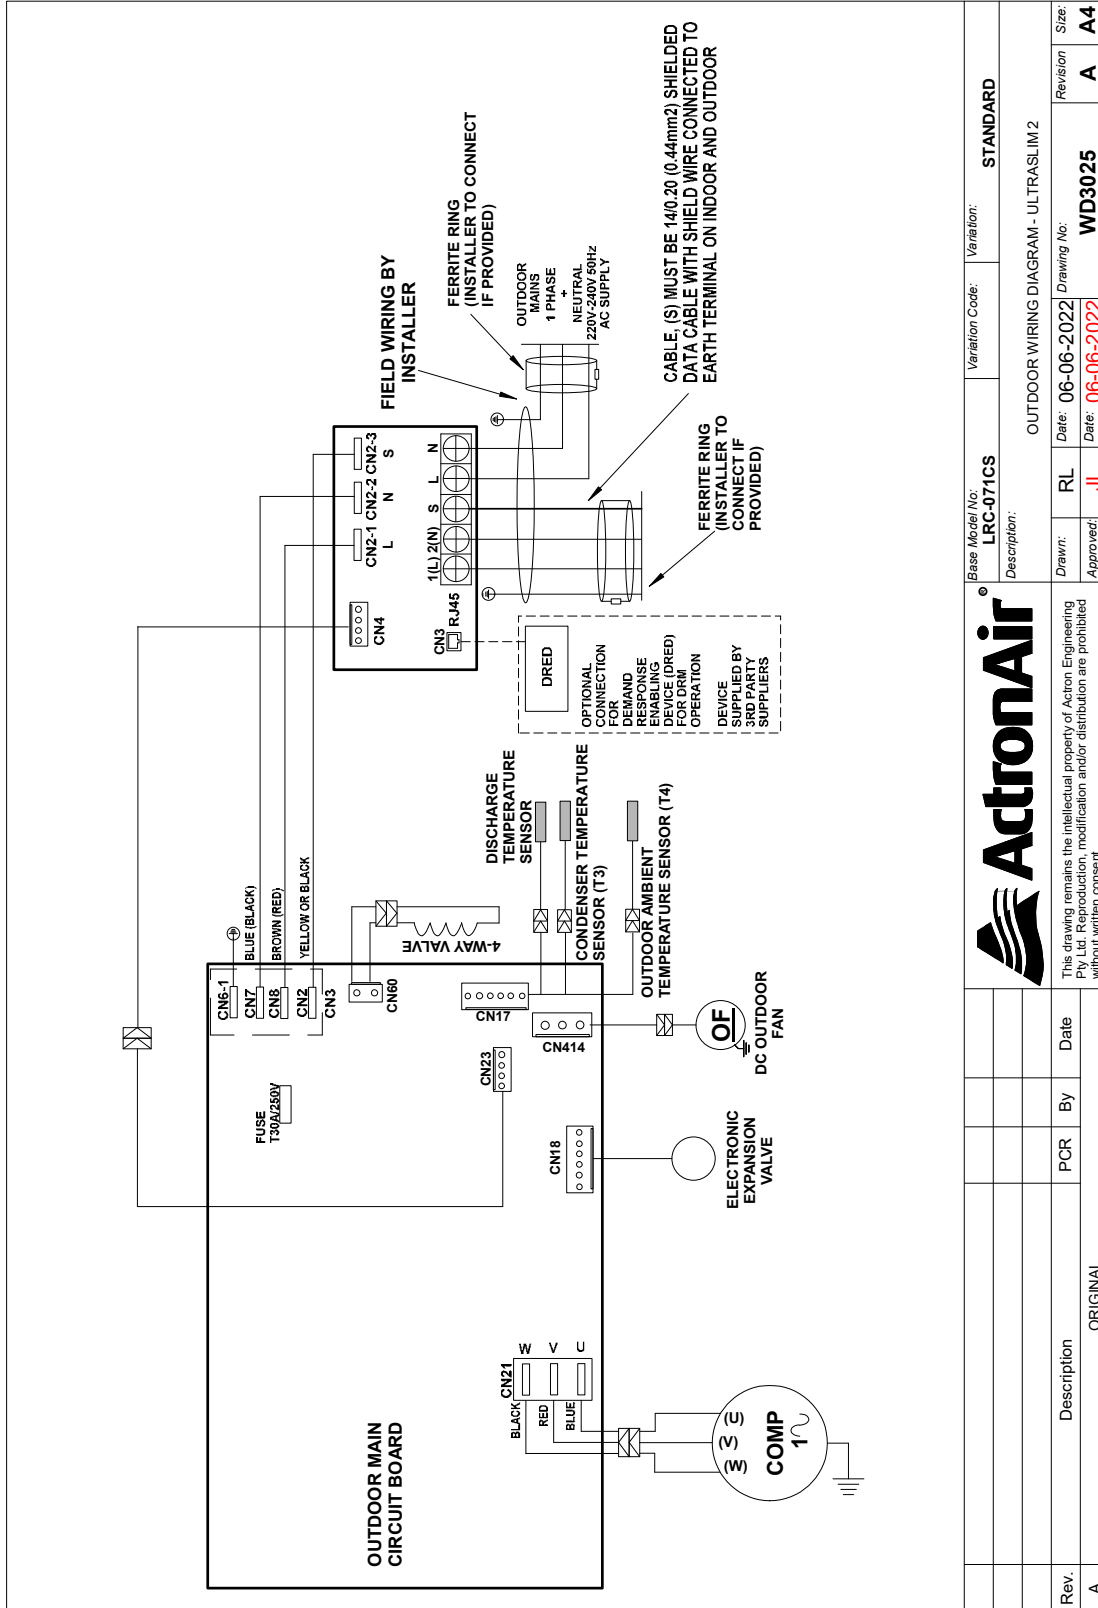 OUTDOOR MAIN
CIRCUIT BOARD
FUSE
T30A/250V
CN6-1
CN7
CN8
CN2
CN3
BLUE (BLACK)
BROWN (RED)
YELLOW OR BLACK
CN60
4-WAY VALVE
CN17
CN414
CN23
CN18
CN21
W
V
U
BLACK
RED
BLUE
(U)
(V)
(W)
COMP
1
ELECTRONIC
EXPANSION
VALVE
OF
DC OUTDOOR
FAN
DISCHARGE
TEMPERATURE
SENSOR
CONDENSER TEMPERATURE
SENSOR (T3)
OUTDOOR AMBIENT
TEMPERATURE SENSOR (T4)
CN4
CN2-1 CN2-2 CN2-3
L N S
CN3
RJ45
1(L) 2(N) S L N
DRED
OPTIONAL
CONNECTION
FOR
DEMAND
RESPONSE
ENABLING
DEVICE (DRED)
FOR DRM
OPERATION
DEVICE
SUPPLIED BY
3RD PARTY
SUPPLIERS
FIELD WIRING BY
INSTALLER
FERRITE RING
(INSTALLER TO CONNECT
IF PROVIDED)
OUTDOOR
MAINS
1 PHASE
+
NEUTRAL
220V-240V 50Hz
AC SUPPLY
CABLE, (S) MUST BE 14/0.20 (0.44mm2) SHIELDED
DATA CABLE WITH SHIELD WIRE CONNECTED TO
EARTH TERMINAL ON INDOOR AND OUTDOOR
FERRITE RING
(INSTALLER TO
CONNECT IF
PROVIDED)
Rev. Description PCR By Date
A ORIGINAL
ActronAir®
This drawing remains the intellectual property of Actron Engineering
Pty Ltd. Reproduction, modification and/or distribution are prohibited
without written consent
Base Model No:
LRC-071CS
Variation Code:
Variation:
STANDARD
Description:
OUTDOOR WIRING DIAGRAM - ULTRASLIM 2
Drawn: RL Date: 06-06-2022
Approved: JL Date: 06-06-2022
Drawing No:
WD3025
Revision
A
Size:
A4